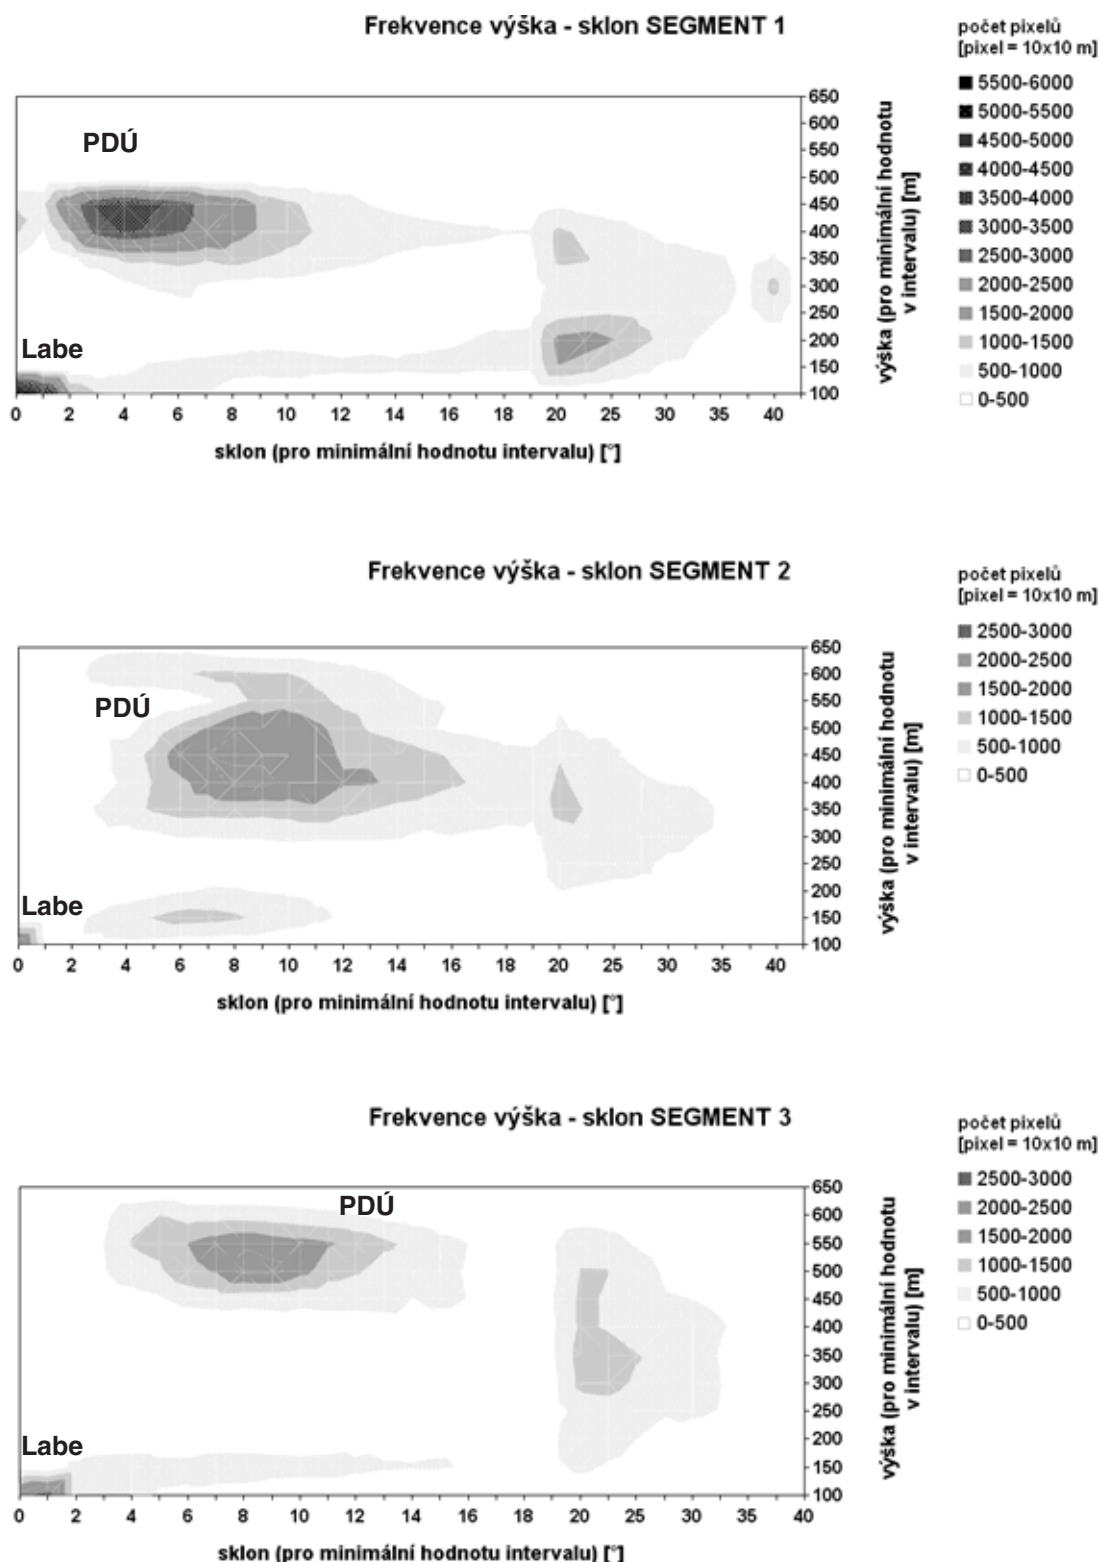 Frekvence výška - sklon SEGMENT 1
počet pixelů
[pixel = 10x10 m]
5500-6000
5000-5500
4500-5000
4000-4500
3500-4000
3000-3500
2500-3000
2000-2500
1500-2000
1000-1500
500-1000
0-500
PDÚ
Labe
650
600
550
500
450
400
350
300
250
200
150
100
výška (pro minimální hodnotu
v intervalu) [m]
0 2 4 6 8 10 12 14 16 18 20 25 30 35 40
sklon (pro minimální hodnotu intervalu) [°]
Frekvence výška - sklon SEGMENT 2
počet pixelů
[pixel = 10x10 m]
2500-3000
2000-2500
1500-2000
1000-1500
500-1000
0-500
PDÚ
Labe
650
600
550
500
450
400
350
300
250
200
150
100
výška (pro minimální hodnotu
v intervalu) [m]
0 2 4 6 8 10 12 14 16 18 20 25 30 35 40
sklon (pro minimální hodnotu intervalu) [°]
Frekvence výška - sklon SEGMENT 3
počet pixelů
[pixel = 10x10 m]
2500-3000
2000-2500
1500-2000
1000-1500
500-1000
0-500
PDÚ
Labe
650
600
550
500
450
400
350
300
250
200
150
100
výška (pro minimální hodnotu
v intervalu) [m]
0 2 4 6 8 10 12 14 16 18 20 25 30 35 40
sklon (pro minimální hodnotu intervalu) [°]